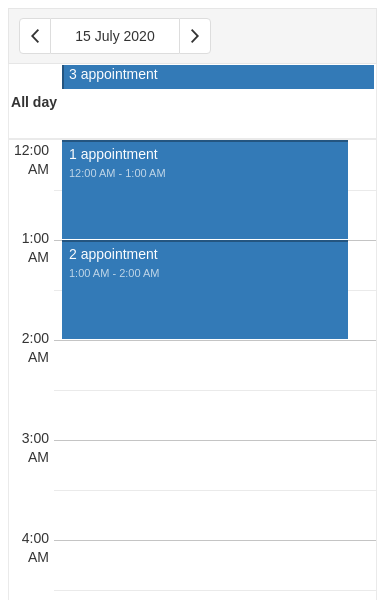 15 July 2020
3 appointment
All day
12:00
AM
1 appointment
12:00 AM - 1:00 AM
1:00
AM
2 appointment
1:00 AM - 2:00 AM
2:00
AM
3:00
AM
4:00
AM